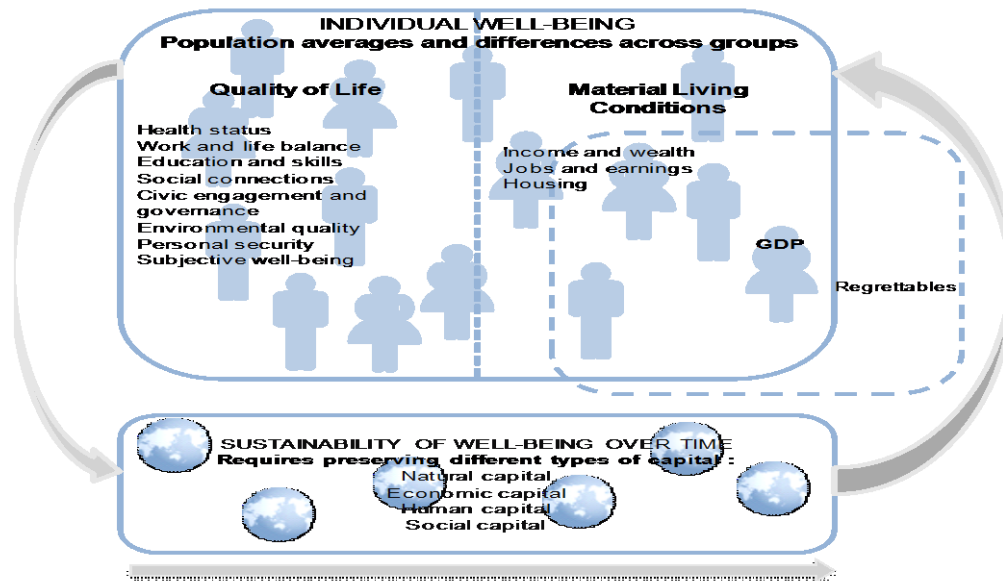 INDIVIDUAL WELL-BEING
Population averages and differences across groups
Quality of Life
Health status
Work and life balance
Education and skills
Social connections
Civic engagement and
governance
Environmental quality
Personal security
Subjective well-being
Material Living
Conditions
Income and wealth
Jobs and earnings
Housing
GDP
Regrettables
SUSTAINABILITY OF WELL-BEING OVER TIME
Requires preserving different types of capital :
Natural capital
Economic capital
Human capital
Social capital